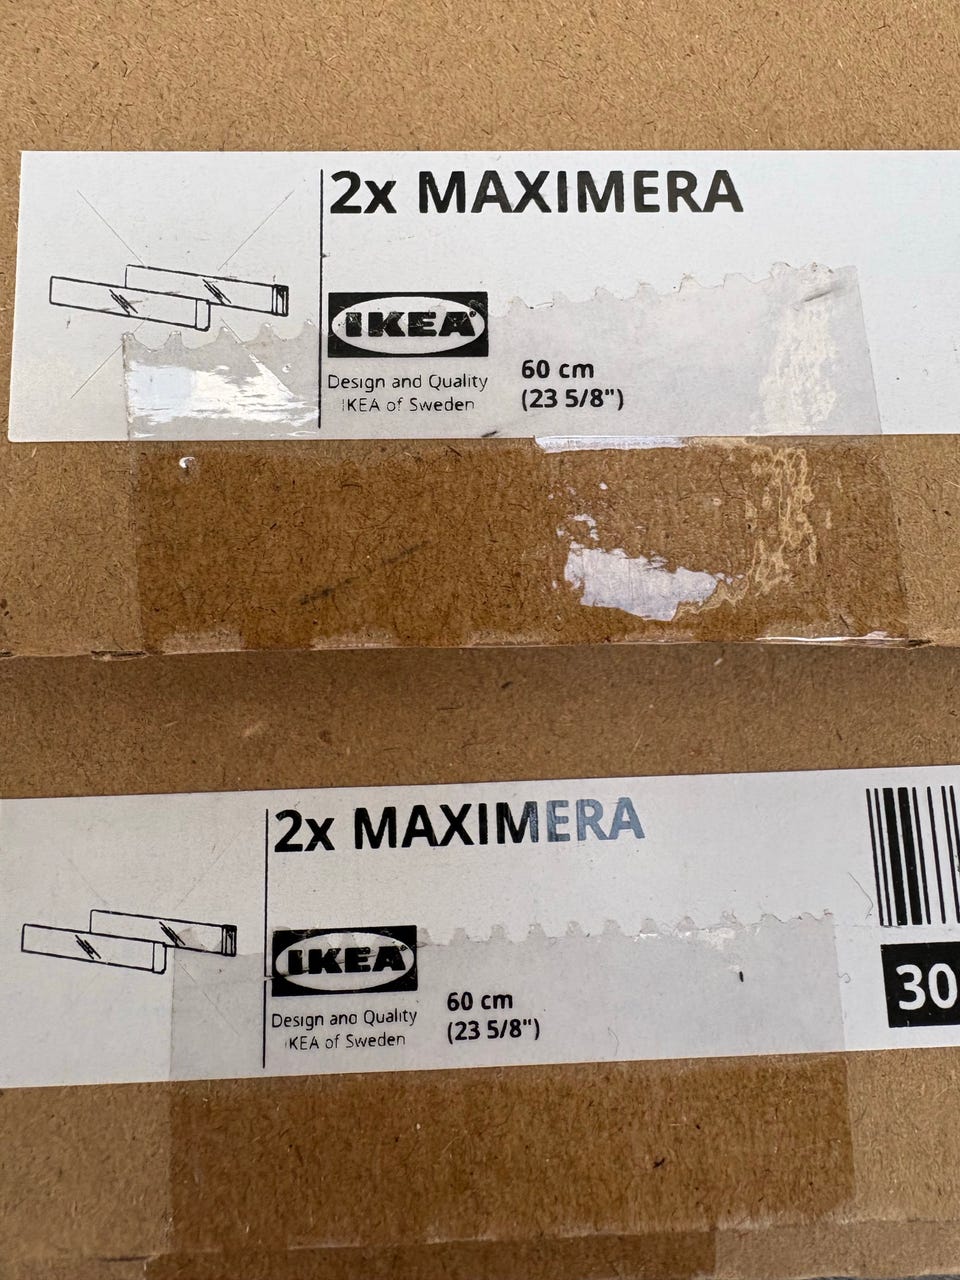 2x MAXIMERA
IKEA
Design and Quality
IKEA of Sweden
60 cm
(23 5/8")
2x MAXIMERA
IKEA
Design and Quality
IKEA of Sweden
60 cm
(23 5/8")
30